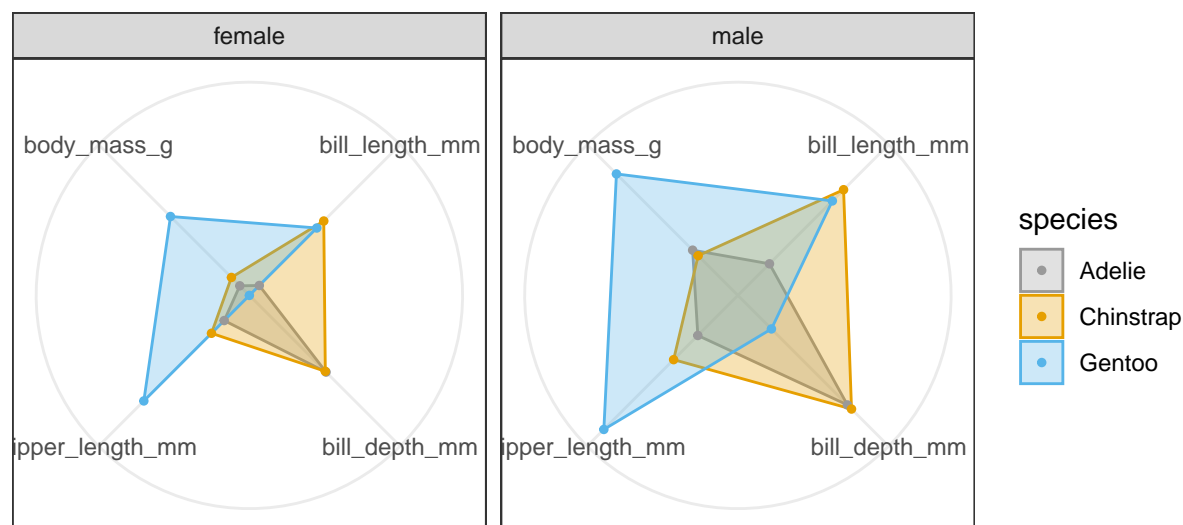 female
male
body_mass_g
bill_length_mm
ipper_length_mm
bill_depth_mm
body_mass_g
bill_length_mm
ipper_length_mm
bill_depth_mm
species
Adelie
Chinstrap
Gentoo